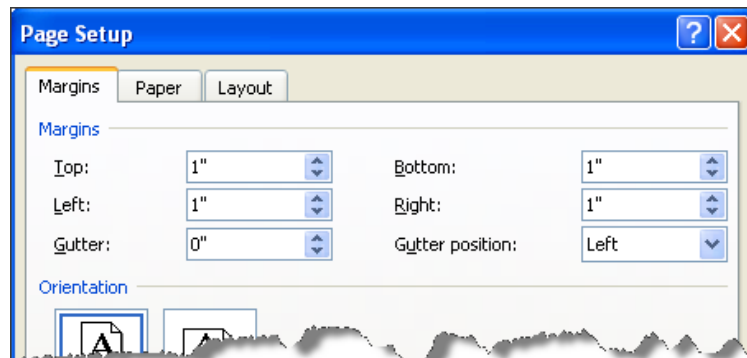 Page Setup
Margins Paper Layout
Margins
Top: 1" Bottom: 1"
Left: 1" Right: 1"
Gutter: 0" Gutter position: Left
Orientation
A A